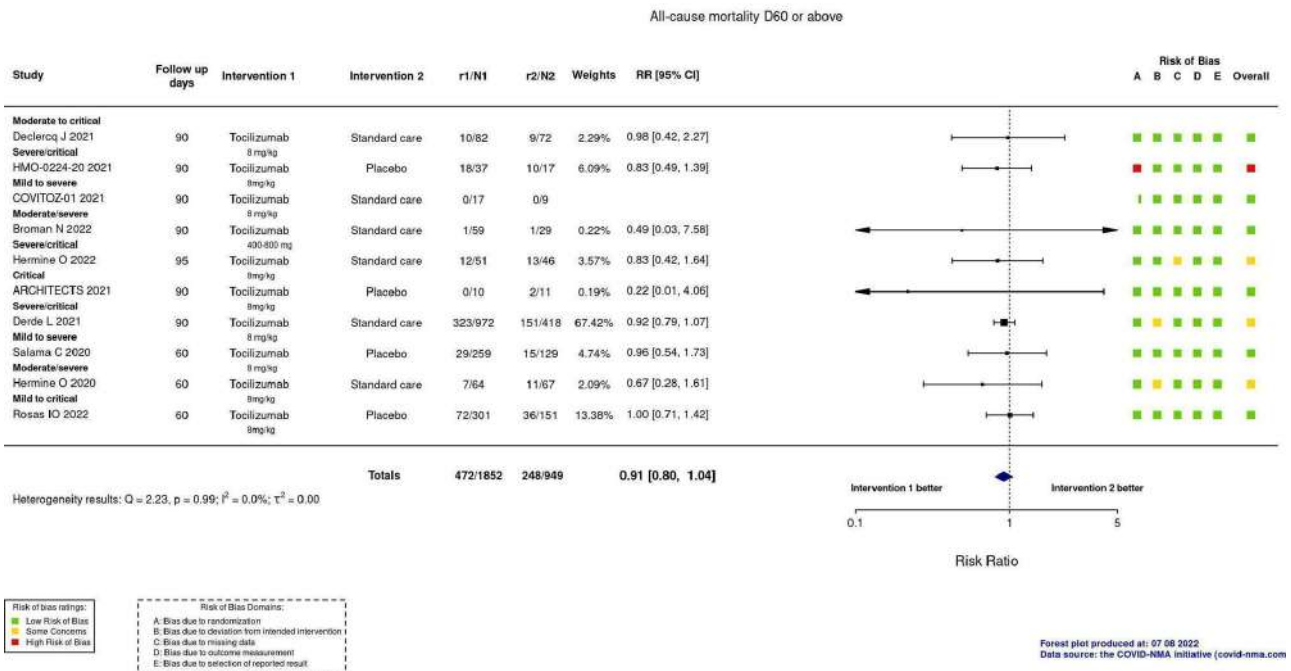 All-cause mortality D60 or above
Risk of Bias
Study Follow up days Intervention 1 Intervention 2 r1/N1 r2/N2 Weights RR [95% CI] A B C D E Overall
Moderate to critical
Declercq J 2021 90 Tocilizumab Standard care 10/82 9/72 2.29% 0.98 [0.42, 2.27]
Severe/critical 8 mg/kg
HMO-0224-20 2021 90 Tocilizumab Placebo 18/37 10/17 6.09% 0.83 [0.49, 1.39]
Mild to severe 8mg/kg
COVITOZ-01 2021 90 Tocilizumab Standard care 0/17 0/9
Moderate/severe 8 mg/kg
Broman N 2022 90 Tocilizumab Standard care 1/59 1/29 0.22% 0.49 [0.03, 7.58]
Severe/critical 400-800 mg
Hermine O 2022 95 Tocilizumab Standard care 12/51 13/46 3.57% 0.83 [0.42, 1.64]
Critical 8mg/kg
ARCHITECTS 2021 90 Tocilizumab Placebo 0/10 2/11 0.19% 0.22 [0.01, 4.06]
Severe/critical 8mg/kg
Derde L 2021 90 Tocilizumab Standard care 323/972 151/418 67.42% 0.92 [0.79, 1.07]
Mild to severe 8 mg/kg
Salama C 2020 60 Tocilizumab Placebo 29/259 15/129 4.74% 0.96 [0.54, 1.73]
Moderate/severe 8 mg/kg
Hermine O 2020 60 Tocilizumab Standard care 7/64 11/67 2.09% 0.67 [0.28, 1.61]
Mild to critical 8mg/kg
Rosas IO 2022 60 Tocilizumab Placebo 72/301 36/151 13.38% 1.00 [0.71, 1.42]
8mg/kg
Totals 472/1852 248/949 0.91 [0.80, 1.04]
Intervention 1 better Intervention 2 better
Heterogeneity results: Q = 2.23, p = 0.99; I² = 0.0%; τ² = 0.00
0.1 1 5
Risk Ratio
Risk of bias ratings:
Low Risk of Bias
Some Concerns
High Risk of Bias
Risk of Bias Domains:
A: Bias due to randomization
B: Bias due to deviation from intended intervention
C: Bias due to missing data
D: Bias due to outcome measurement
E: Bias due to selection of reported result
Forest plot produced at: 07 08 2022
Data source: the COVID-NMA initiative (covid-nma.com